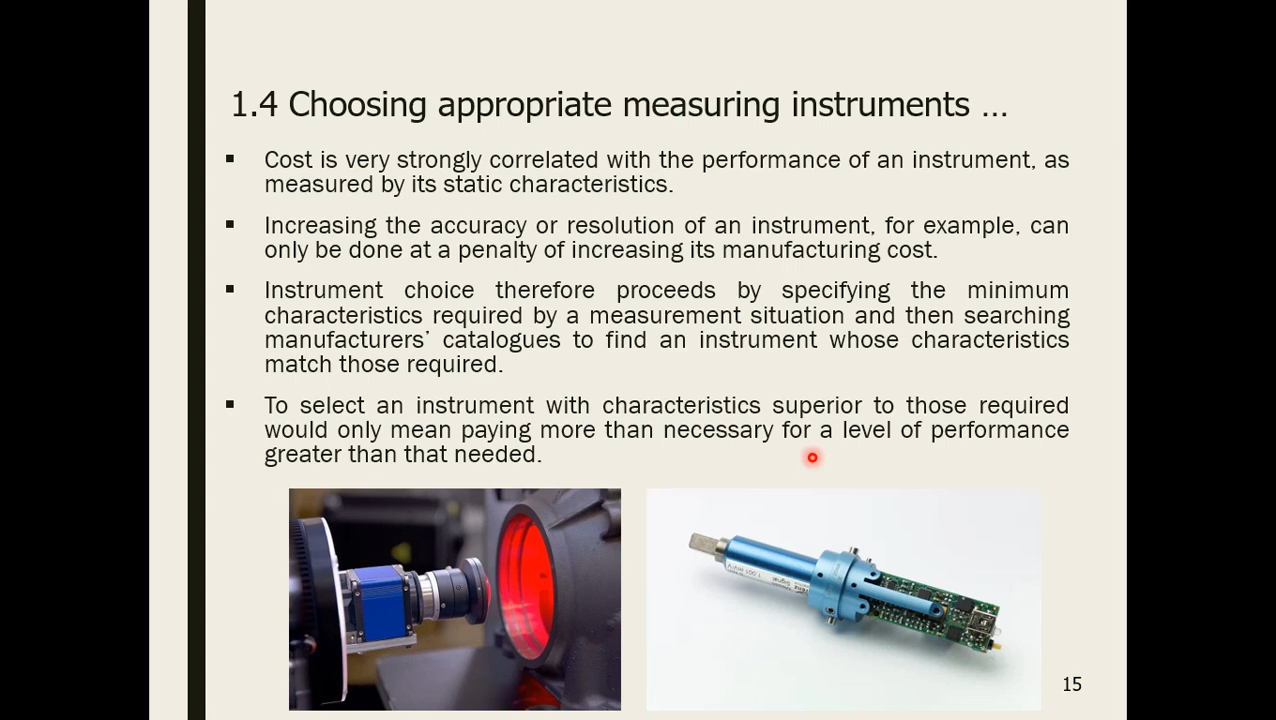 1.4 Choosing appropriate measuring instruments ...
▪ Cost is very strongly correlated with the performance of an instrument, as
measured by its static characteristics.
▪ Increasing the accuracy or resolution of an instrument, for example, can
only be done at a penalty of increasing its manufacturing cost.
▪ Instrument choice therefore proceeds by specifying the minimum
characteristics required by a measurement situation and then searching
manufacturers’ catalogues to find an instrument whose characteristics
match those required.
▪ To select an instrument with characteristics superior to those required
would only mean paying more than necessary for a level of performance
greater than that needed.
15